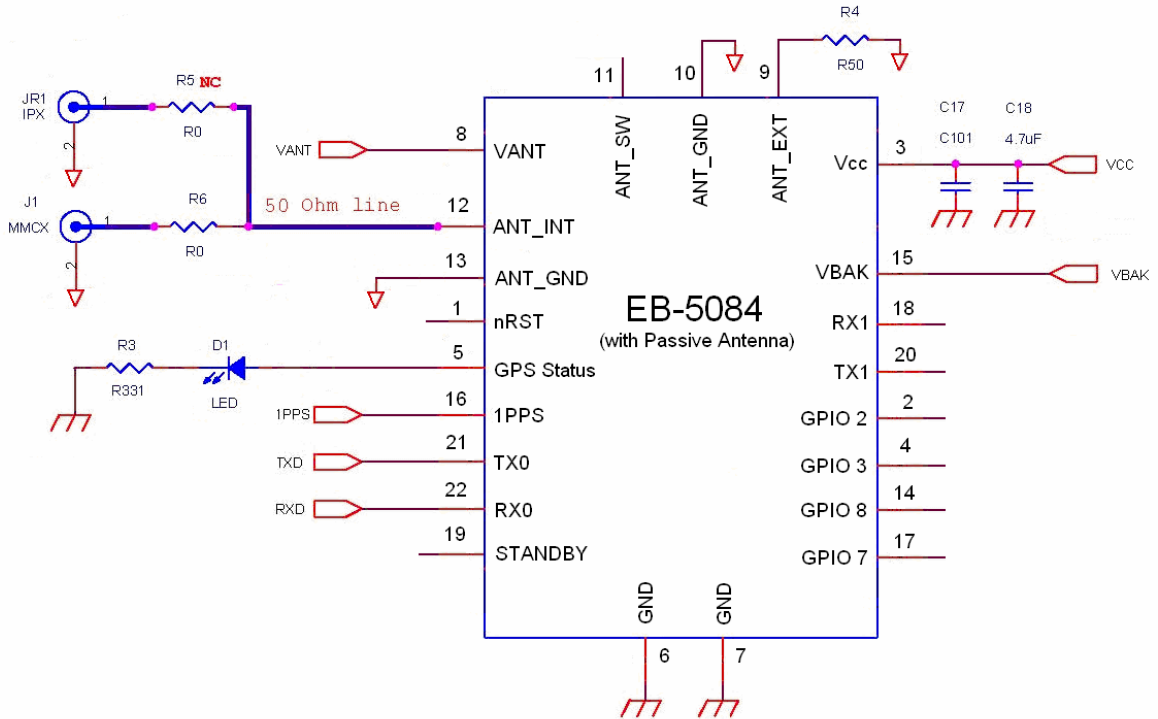 R4
R50
11
10
9
R5 NC
JR1
IPX
1
R0
2
C17
C18
C101
4.7uF
VANT
8
VANT
ANT_SW
ANT_GND
ANT_EXT
Vcc
3
VCC
J1
MMCX
1
R6
R0
2
50 Ohm line
12
ANT_INT
13
ANT_GND
VBAK
15
VBAK
1
nRST
EB-5084
(with Passive Antenna)
RX1
18
R3
R331
D1
LED
5
GPS Status
TX1
20
1PPS
16
1PPS
GPIO 2
2
TXD
21
TX0
GPIO 3
4
RXD
22
RX0
GPIO 8
14
19
STANDBY
GPIO 7
17
GND
GND
6
7